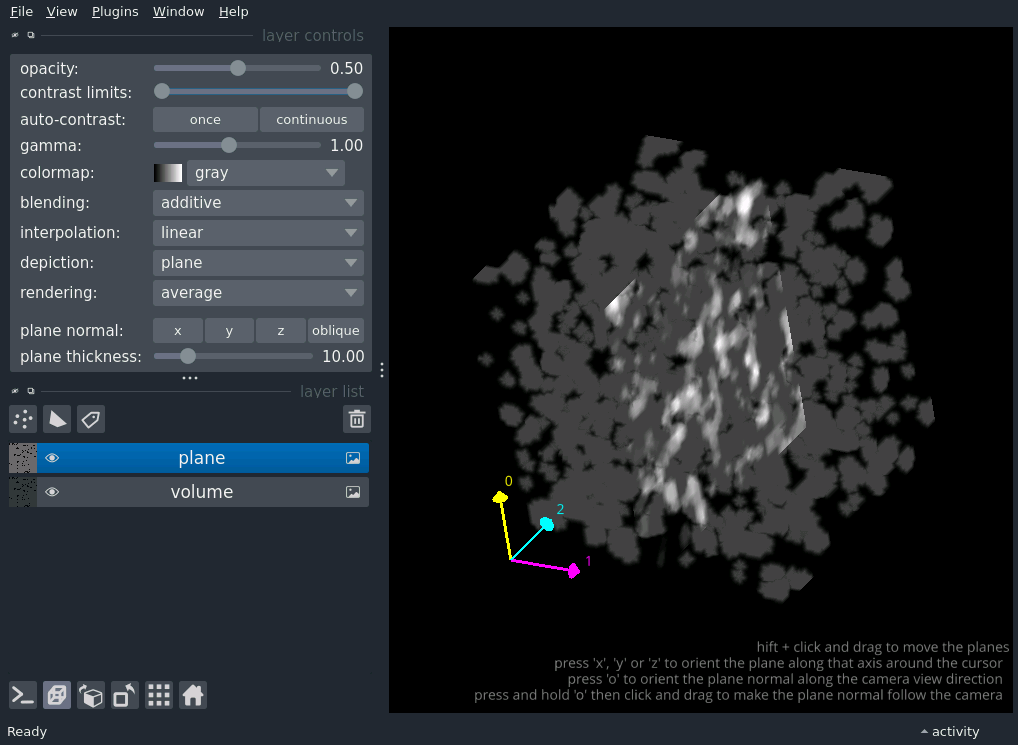 File View Plugins Window Help
layer controls
opacity: 0.50
contrast limits:
auto-contrast: once continuous
gamma: 1.00
colormap: gray
blending: additive
interpolation: linear
depiction: plane
rendering: average
plane normal: x y z oblique
plane thickness: 10.00
layer list
plane
volume
0
2
1
hift + click and drag to move the planes
press 'x', 'y' or 'z' to orient the plane along that axis around the cursor
press 'o' to orient the plane normal along the camera view direction
press and hold 'o' then click and drag to make the plane normal follow the camera
Ready activity